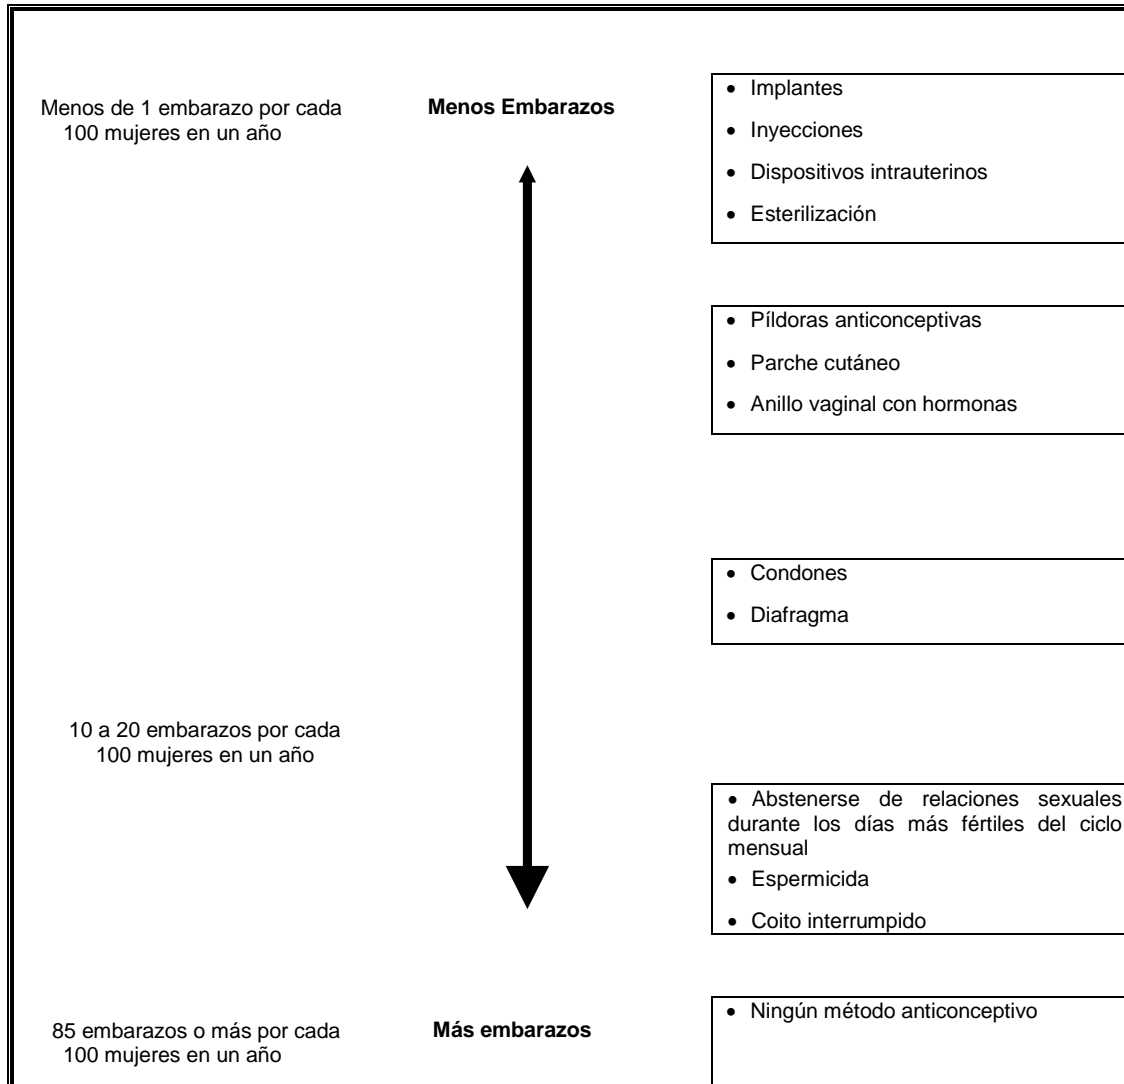 Menos de 1 embarazo por cada
100 mujeres en un año
Menos Embarazos
• Implantes
• Inyecciones
• Dispositivos intrauterinos
• Esterilización
• Píldoras anticonceptivas
• Parche cutáneo
• Anillo vaginal con hormonas
• Condones
• Diafragma
10 a 20 embarazos por cada
100 mujeres en un año
• Abstenerse de relaciones sexuales
durante los días más fértiles del ciclo
mensual
• Espermicida
• Coito interrumpido
85 embarazos o más por cada
100 mujeres en un año
Más embarazos
• Ningún método anticonceptivo